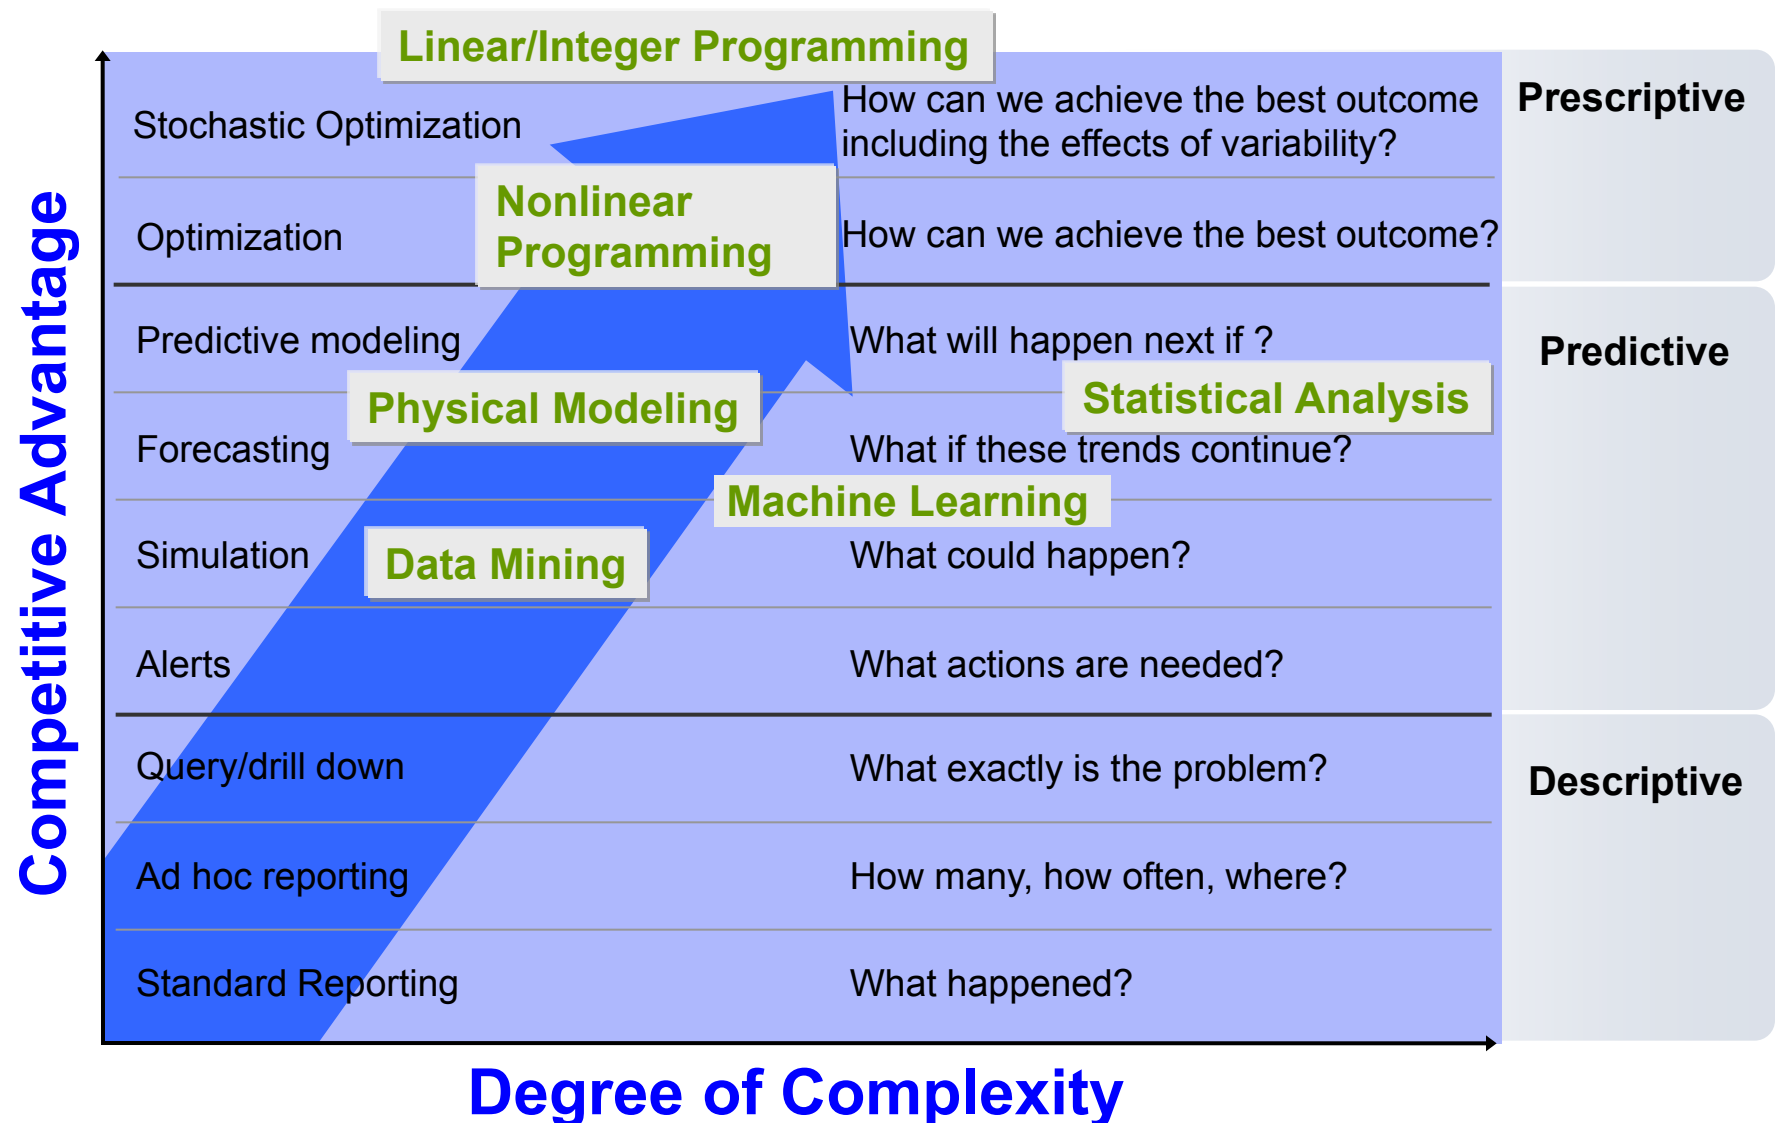 Linear/Integer Programming
Stochastic Optimization
How can we achieve the best outcome
including the effects of variability?
Prescriptive
Nonlinear
Programming
Optimization
How can we achieve the best outcome?
Predictive modeling
What will happen next if ?
Predictive
Physical Modeling
Statistical Analysis
Forecasting
What if these trends continue?
Machine Learning
Simulation
Data Mining
What could happen?
Alerts
What actions are needed?
Query/drill down
What exactly is the problem?
Descriptive
Ad hoc reporting
How many, how often, where?
Standard Reporting
What happened?
Competitive Advantage
Degree of Complexity